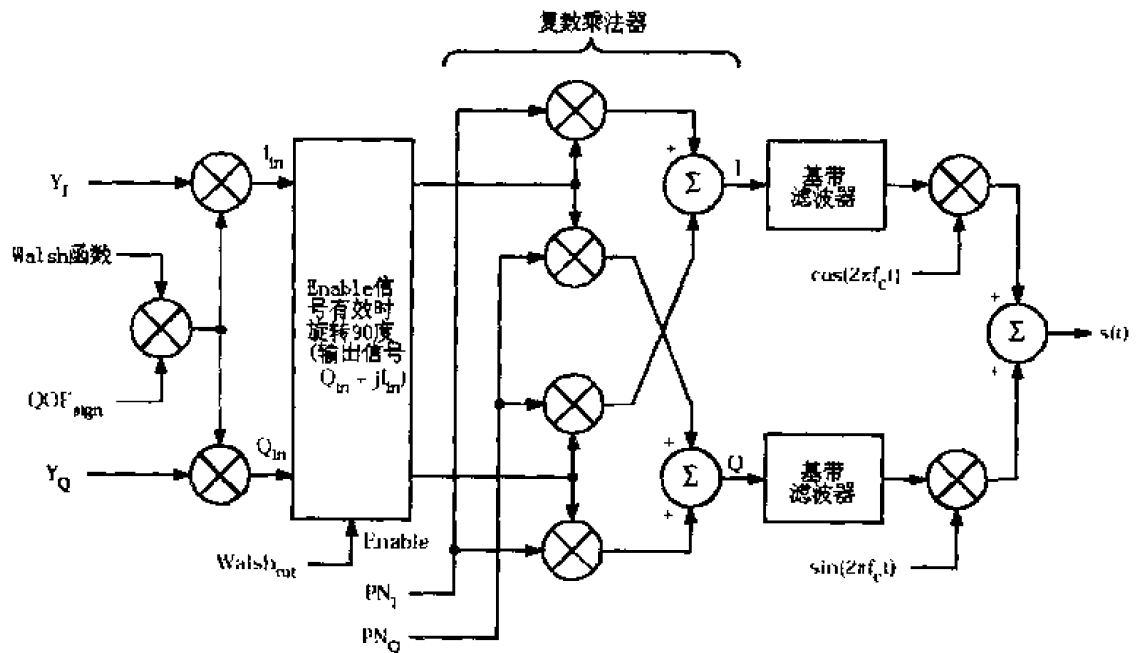 复数乘法器
I_in
Y_I
+
Σ
I
基带
滤波器
Walsh函数
cos(2πf_c t)
Enable信
号有效时
旋转90度
(输出信号
Q_in + jI_in)
+
Σ
s(t)
+
QOF_sign
Q_in
Y_Q
+
Σ
Q
基带
滤波器
+
Enable
Walsh_rot
sin(2πf_c t)
PN_I
PN_Q